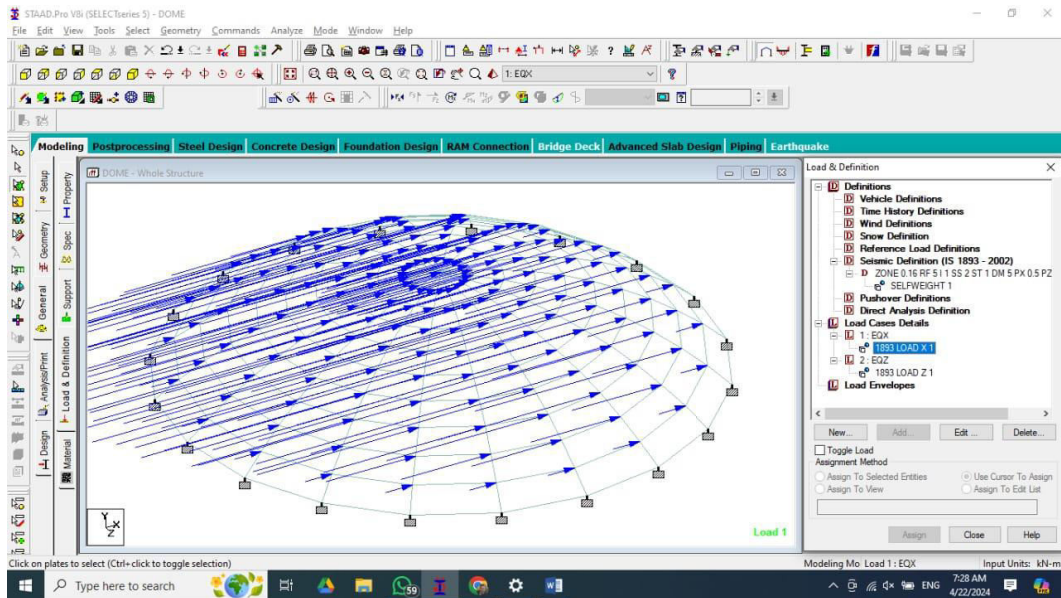 STAAD.Pro V8i (SELECTseries 5) - DOME
File Edit View Tools Select Geometry Commands Analyze Mode Window Help
1: EQX
Modeling Postprocessing Steel Design Concrete Design Foundation Design RAM Connection Bridge Deck Advanced Slab Design Piping Earthquake
Setup
Geometry
General
Analysis/Print
Design
Property
Spec
Support
Load & Definition
Material
DOME - Whole Structure
Y
X
Z
Load 1
Load & Definition
Definitions
Vehicle Definitions
Time History Definitions
Wind Definitions
Snow Definition
Reference Load Definitions
Seismic Definition (IS 1893 - 2002)
ZONE 0.16 RF 5 I 1 SS 2 ST 1 DM 5 PX 0.5 PZ
SELFWEIGHT 1
Pushover Definitions
Direct Analysis Definition
Load Cases Details
1 : EQX
1893 LOAD X 1
2 : EQZ
1893 LOAD Z 1
Load Envelopes
New... Add... Edit ... Delete...
Toggle Load
Assignment Method
Assign To Selected Entities Use Cursor To Assign
Assign To View Assign To Edit List
Assign Close Help
Click on plates to select (Ctrl+click to toggle selection) Modeling Mo Load 1 : EQX Input Units: kN-m
Type here to search 59 ENG 7:28 AM
4/22/2024